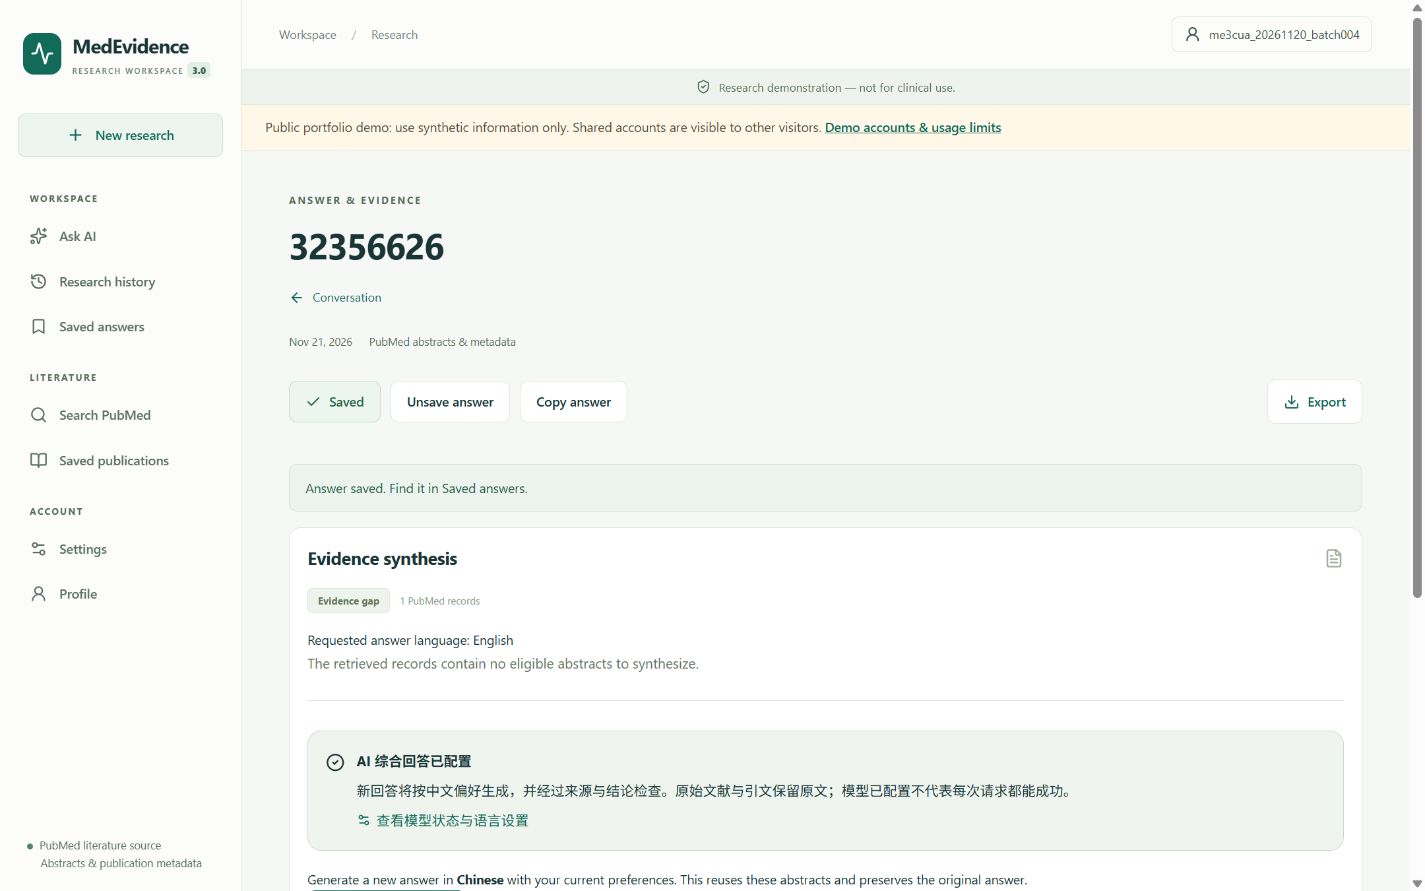 MedEvidence
RESEARCH WORKSPACE 3.0
New research
WORKSPACE
Ask AI
Research history
Saved answers
LITERATURE
Search PubMed
Saved publications
ACCOUNT
Settings
Profile
PubMed literature source
Abstracts & publication metadata
Workspace / Research
me3cua_20261120_batch004
Research demonstration — not for clinical use.
Public portfolio demo: use synthetic information only. Shared accounts are visible to other visitors. Demo accounts & usage limits
ANSWER & EVIDENCE
32356626
Conversation
Nov 21, 2026 PubMed abstracts & metadata
Saved Unsave answer Copy answer Export
Answer saved. Find it in Saved answers.
Evidence synthesis
Evidence gap 1 PubMed records
Requested answer language: English
The retrieved records contain no eligible abstracts to synthesize.
AI 综合回答已配置
新回答将按中文偏好生成，并经过来源与结论检查。原始文献与引文保留原文；模型已配置不代表每次请求都能成功。
查看模型状态与语言设置
Generate a new answer in Chinese with your current preferences. This reuses these abstracts and preserves the original answer.